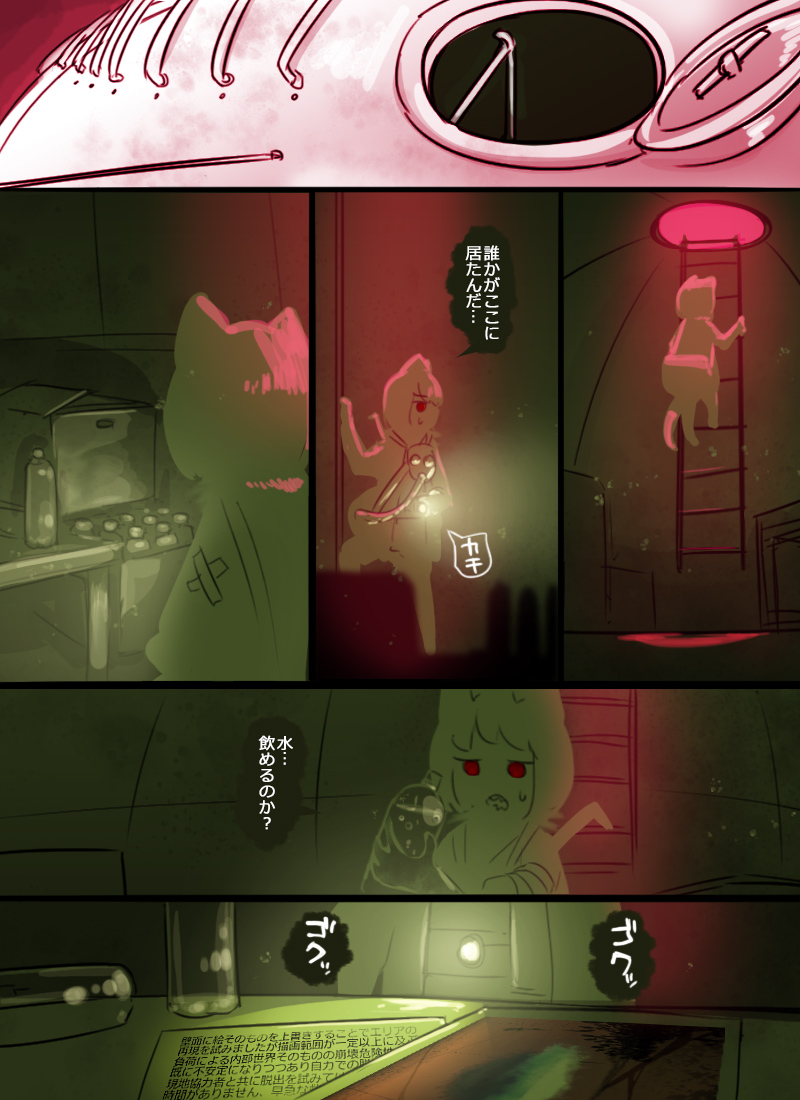 誰かがここに
居たんだ…
カチ
水…
飲めるのか?
ゴクッ
ゴクッ
壁面に絵そのものを上書きすることでエリアの
再現を試みましたが描画範囲が一定以上に及ぶ
負荷による内部世界そのものの崩壊危険
既に不安定になりつつあり自力での
現地協力者と共に脱出を試みて
時間がありません、早急な